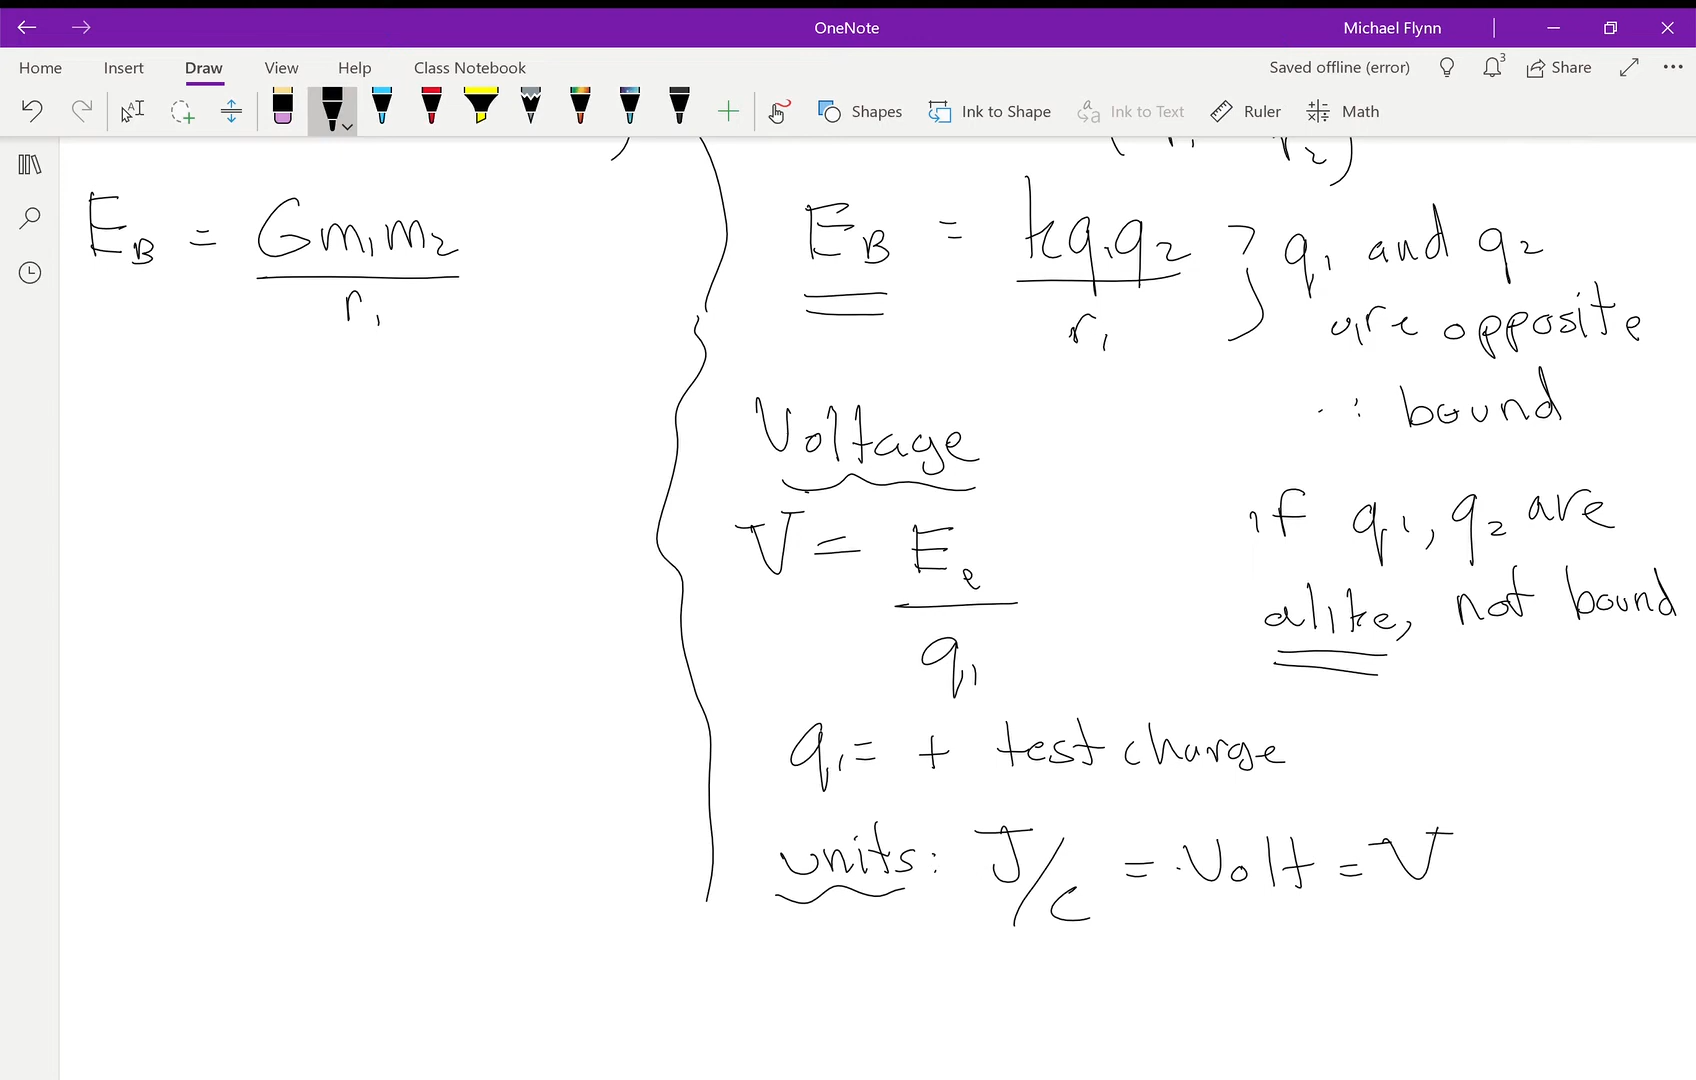 OneNote
Michael Flynn
Home Insert Draw View Help Class Notebook
Saved offline (error) 3 Share
Shapes Ink to Shape Ink to Text Ruler Math
E_B = Gm₁m₂ / r₁
q₂)
E_B = kq₁q₂ / r₁ } q₁ and q₂
are opposite
∴ bound
Voltage
V = E_e / q₁
if q₁, q₂ are
alike, not bound
q₁ = + test charge
units: J/C = Volt = V